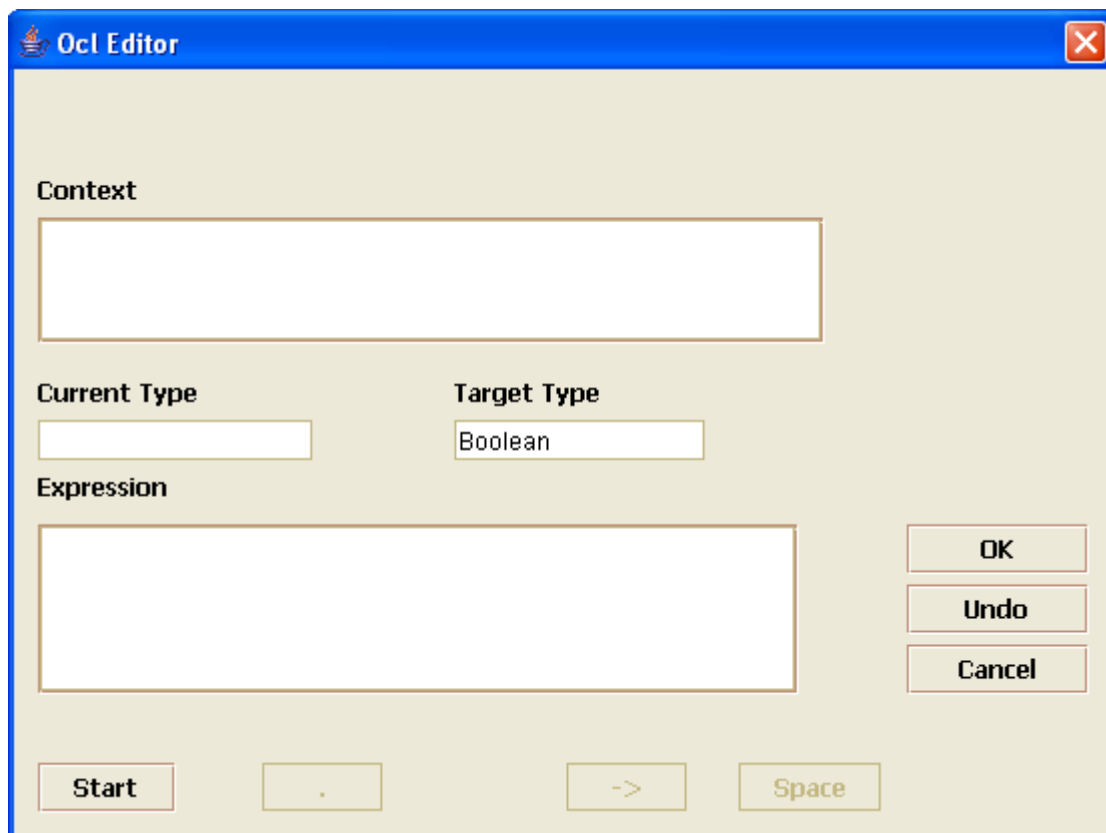 Ocl Editor
Context
Current Type Target Type
Boolean
Expression
OK
Undo
Cancel
Start . -> Space